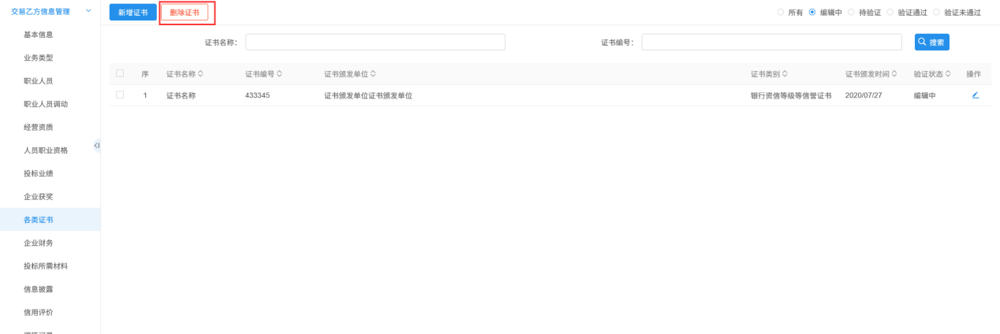 交易乙方信息管理
新增证书 删除证书 所有 编辑中 待验证 验证通过 验证未通过
基本信息
证书名称： 证书编号： 搜索
业务类型
职业人员
序 证书名称 证书编号 证书颁发单位 证书类别 证书颁发时间 验证状态 操作
职业人员调动
1 证书名称 433345 证书颁发单位证书颁发单位 银行资信等级等信誉证书 2020/07/27 编辑中
经营资质
人员职业资格
投标业绩
企业获奖
各类证书
企业财务
投标所需材料
信息披露
信用评价